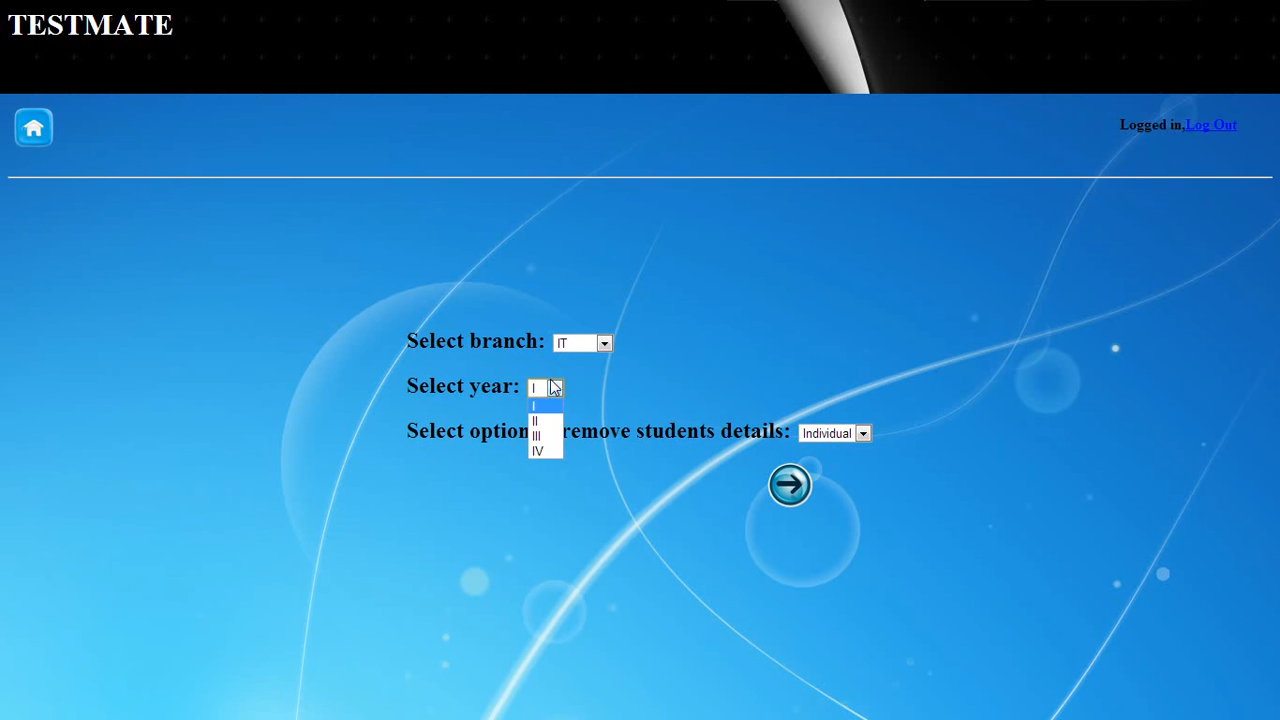 TESTMATE
Logged in,Log Out
Select branch: IT
Select year: I
I
II
III
IV
Select option remove students details: Individual